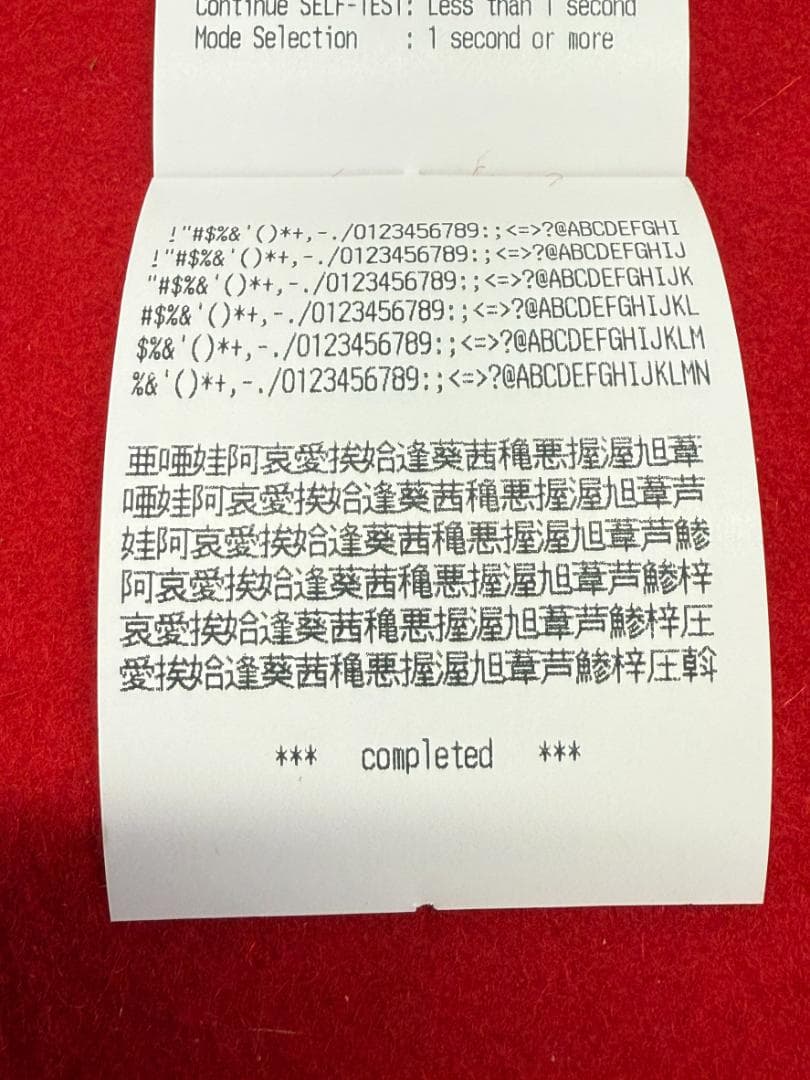 Continue SELF-TEST: Less than 1 second
Mode Selection    : 1 second or more
!"#$%&'()*+,-./0123456789:;<=>?@ABCDEFGHI
!"#$%&'()*+,-./0123456789:;<=>?@ABCDEFGHIJ
"#$%&'()*+,-./0123456789:;<=>?@ABCDEFGHIJK
#$%&'()*+,-./0123456789:;<=>?@ABCDEFGHIJKL
$%&'()*+,-./0123456789:;<=>?@ABCDEFGHIJKLM
%&'()*+,-./0123456789:;<=>?@ABCDEFGHIJKLMN
亜唖娃阿哀愛挨姶逢葵茜穐悪握渥旭葦
唖娃阿哀愛挨姶逢葵茜穐悪握渥旭葦芦
娃阿哀愛挨姶逢葵茜穐悪握渥旭葦芦鯵
阿哀愛挨姶逢葵茜穐悪握渥旭葦芦鯵梓
哀愛挨姶逢葵茜穐悪握渥旭葦芦鯵梓圧
愛挨姶逢葵茜穐悪握渥旭葦芦鯵梓圧斡
*** completed ***